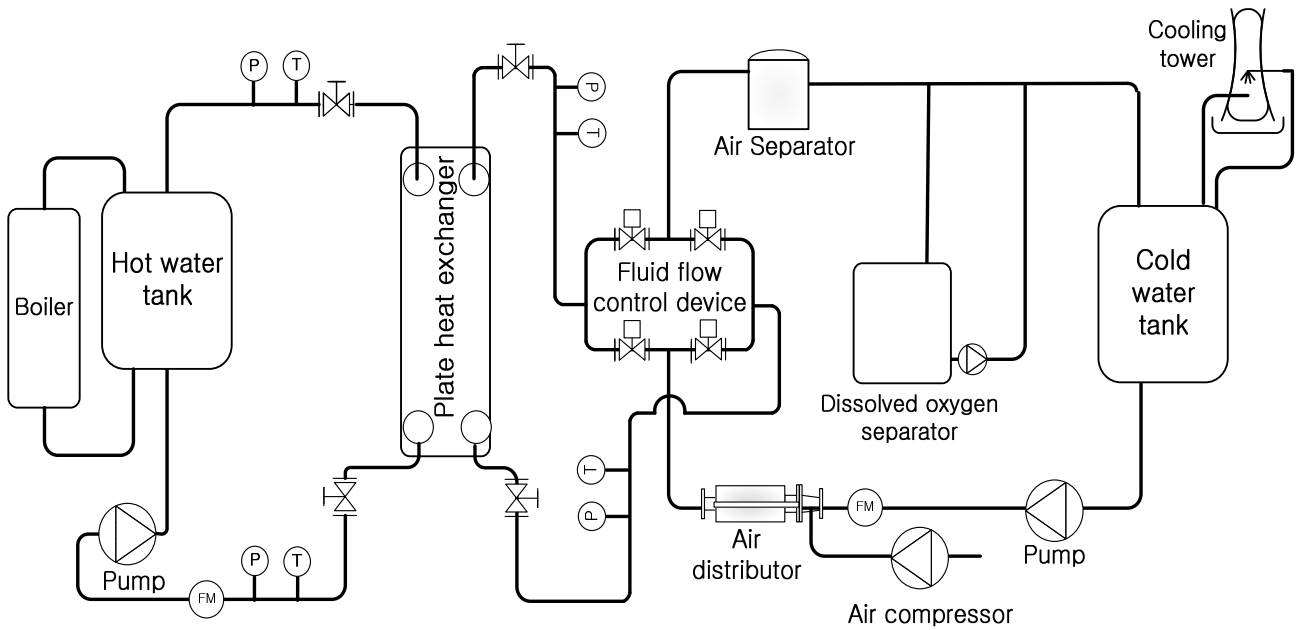 Cooling
tower
P
T
P
T
Air Separator
Plate heat exchanger
Hot water
tank
Boiler
Fluid flow
control device
Cold
water
tank
Dissolved oxygen
separator
T
P
FM
Air
distributor
Pump
Air compressor
Pump
P
T
FM